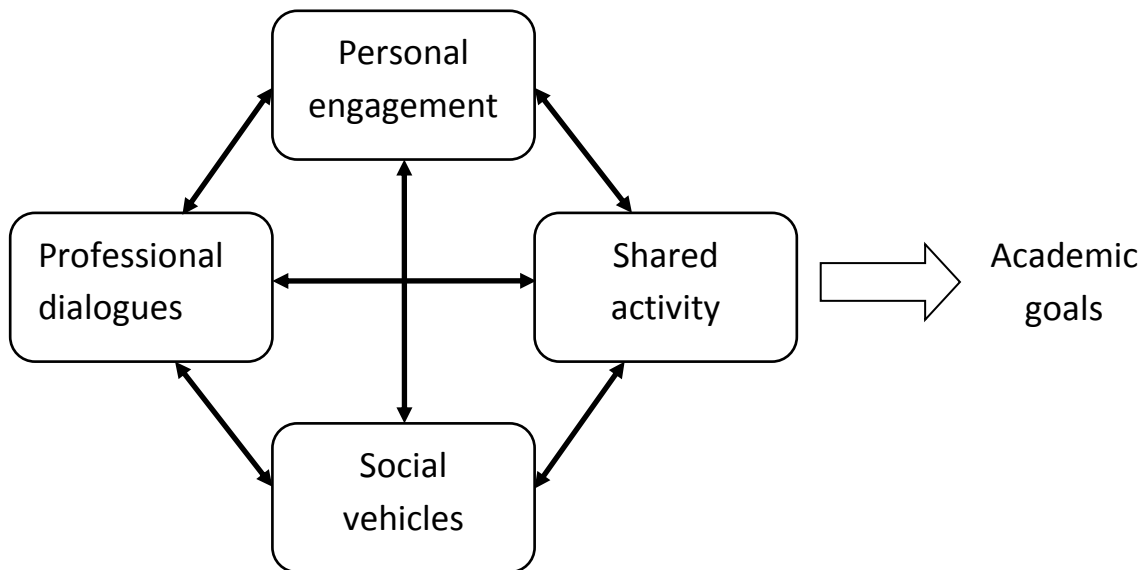 Personal
engagement
Professional
dialogues
Shared
activity
Academic
goals
Social
vehicles